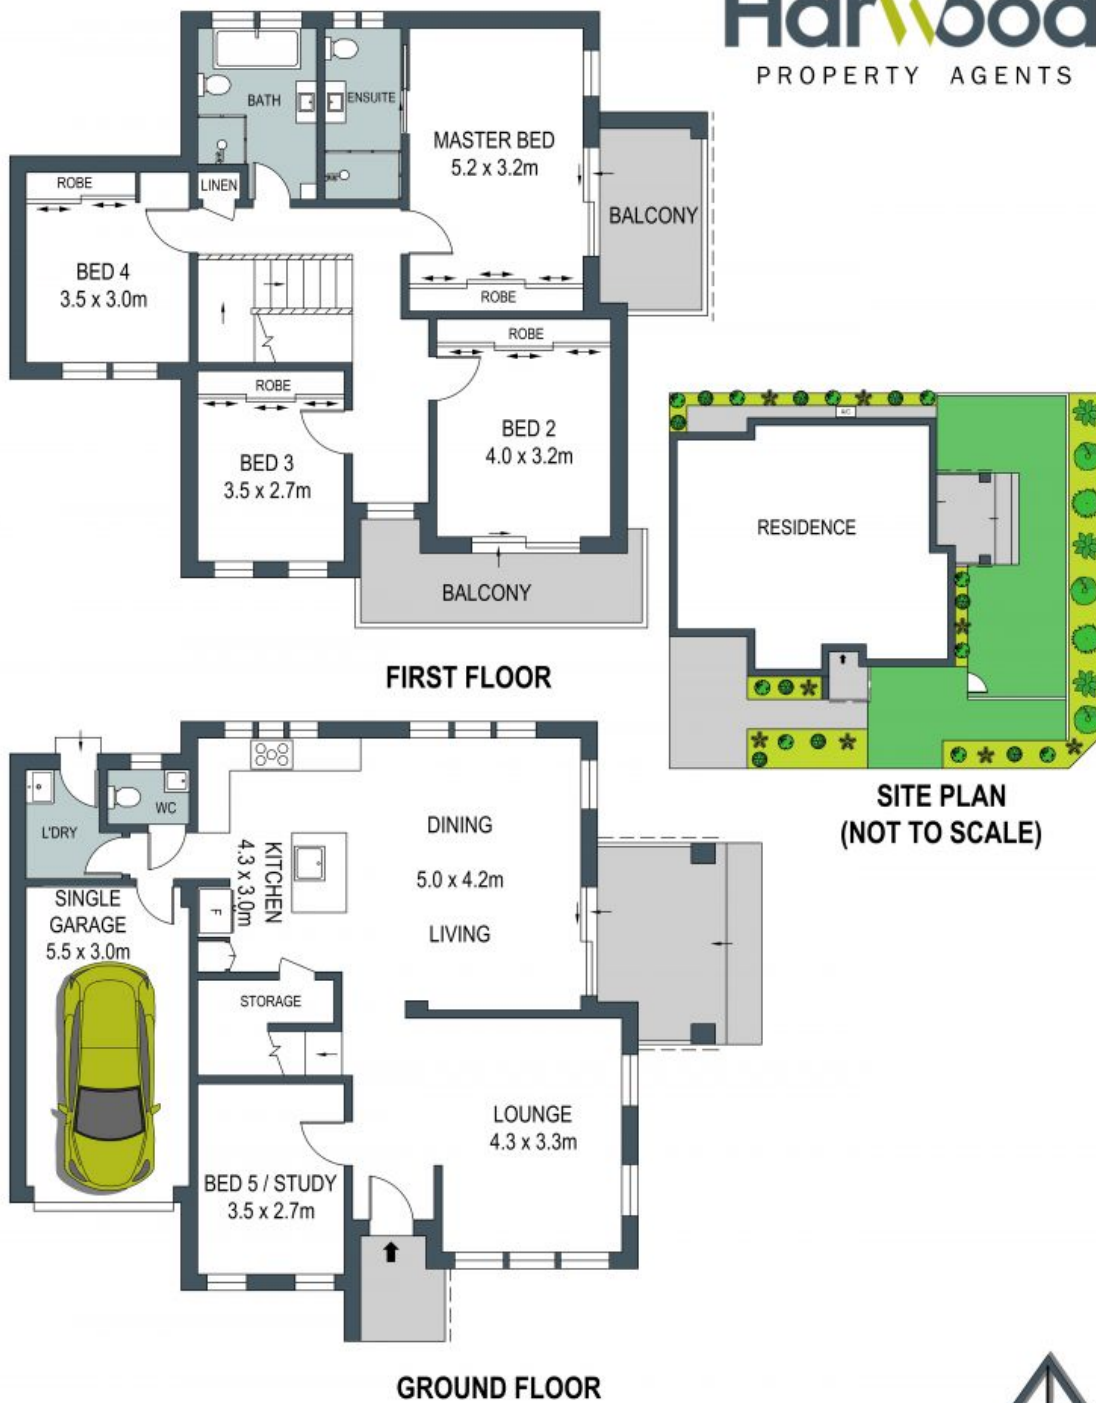 Harwood
PROPERTY AGENTS
BATH
ENSUITE
MASTER BED
5.2 x 3.2m
ROBE
LINEN
BALCONY
BED 4
3.5 x 3.0m
ROBE
ROBE
ROBE
BED 2
4.0 x 3.2m
BED 3
3.5 x 2.7m
BALCONY
FIRST FLOOR
A/C
RESIDENCE
SITE PLAN
(NOT TO SCALE)
WC
L'DRY
DINING
KITCHEN
4.3 x 3.0m
5.0 x 4.2m
LIVING
SINGLE
GARAGE
5.5 x 3.0m
F
STORAGE
LOUNGE
4.3 x 3.3m
BED 5 / STUDY
3.5 x 2.7m
GROUND FLOOR